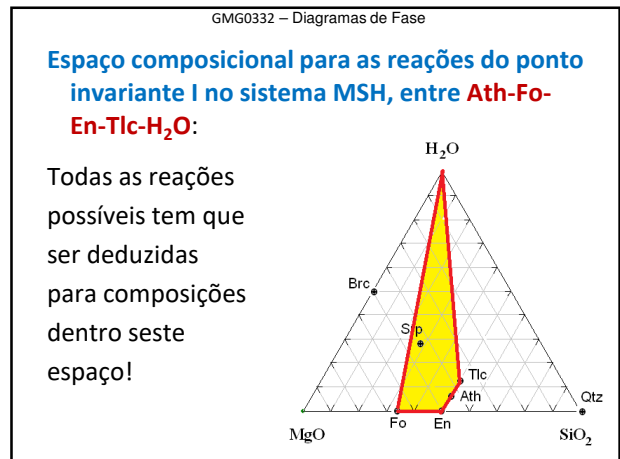 GMG0332 – Diagramas de Fase
Espaço composicional para as reações do ponto
invariante I no sistema MSH, entre Ath-Fo-
En-Tlc-H₂O:
Todas as reações
possíveis tem que
ser deduzidas
para composições
dentro seste
espaço!
H₂O
Brc
Srp
Tlc
Ath
Qtz
Fo
En
MgO
SiO₂